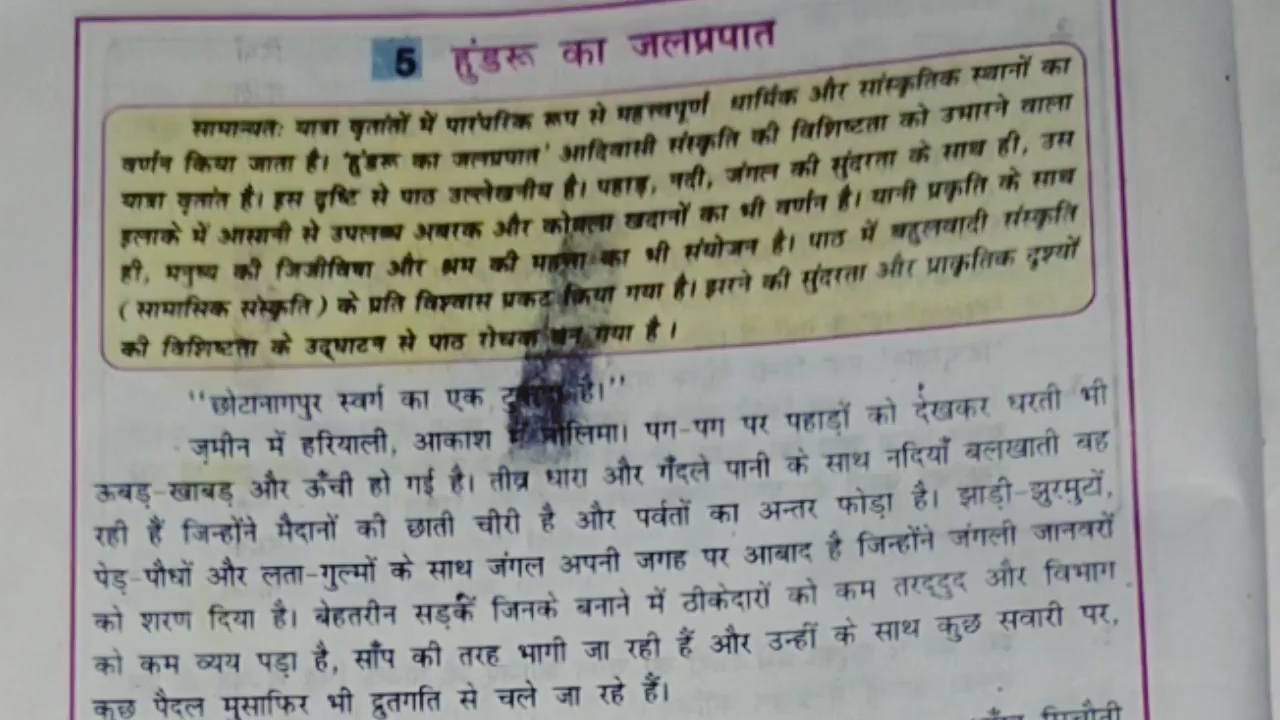 5 हुंडरू का जलप्रपात
सामान्यतः यात्रा वृतांतों में पारंपरिक रूप से महत्त्वपूर्ण धार्मिक और सांस्कृतिक स्थानों का
वर्णन किया जाता है। 'हुंडरू का जलप्रपात' आदिवासी संस्कृति की विशिष्टता को उभारने वाला
यात्रा वृतांत है। इस दृष्टि से पाठ उल्लेखनीय है। पहाड़, नदी, जंगल की सुंदरता के साथ ही, उस
इलाके में आसानी से उपलब्ध अबरक और कोयला खदानों का भी वर्णन है। यानी प्रकृति के साथ
ही, मनुष्य की जिजीविषा और श्रम की महत्ता का भी संयोजन है। पाठ में बहुलवादी संस्कृति
(सामासिक संस्कृति) के प्रति विश्वास प्रकट किया गया है। झरने की सुंदरता और प्राकृतिक दृश्यों
की विशिष्टता के उद्घाटन से पाठ रोचक बन गया है।
"छोटानागपुर स्वर्ग का एक टुकड़ा है।"
ज़मीन में हरियाली, आकाश में नीलिमा। पग-पग पर पहाड़ों को देखकर धरती भी
ऊबड़-खाबड़ और ऊँची हो गई है। तीव्र धारा और गँदले पानी के साथ नदियाँ बलखाती बह
रही हैं जिन्होंने मैदानों की छाती चीरी है और पर्वतों का अन्तर फोड़ा है। झाड़ी-झुरमुटों,
पेड़-पौधों और लता-गुल्मों के साथ जंगल अपनी जगह पर आबाद है जिन्होंने जंगली जानवरों
को शरण दिया है। बेहतरीन सड़कें जिनके बनाने में ठीकेदारों को कम तरद्दुद और विभाग
को कम व्यय पड़ा है, साँप की तरह भागी जा रही हैं और उन्हीं के साथ कुछ सवारी पर,
कुछ पैदल मुसाफिर भी द्रुतगति से चले जा रहे हैं।